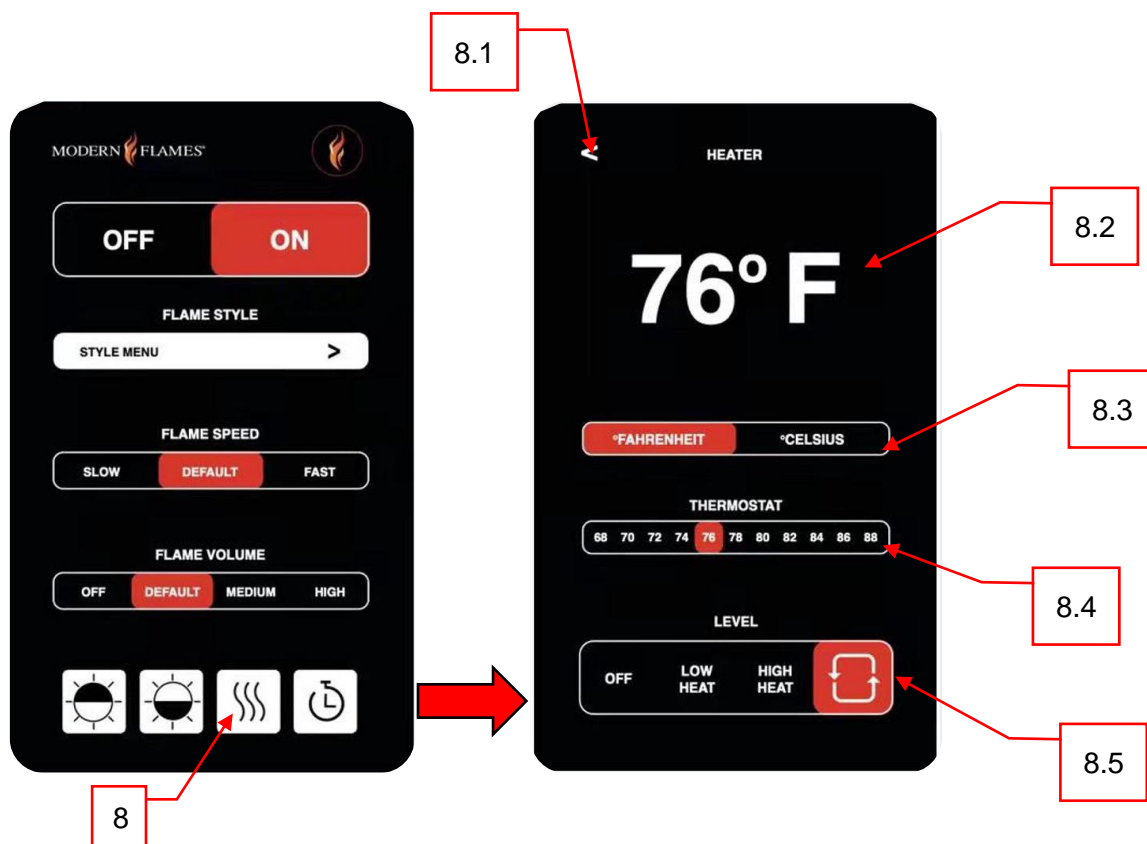 8.1
MODERN FLAMES®
OFF ON
FLAME STYLE
STYLE MENU >
FLAME SPEED
SLOW DEFAULT FAST
FLAME VOLUME
OFF DEFAULT MEDIUM HIGH
8
<
HEATER
76° F
8.2
°FAHRENHEIT °CELSIUS
8.3
THERMOSTAT
68 70 72 74 76 78 80 82 84 86 88
8.4
LEVEL
OFF LOW HEAT HIGH HEAT
8.5